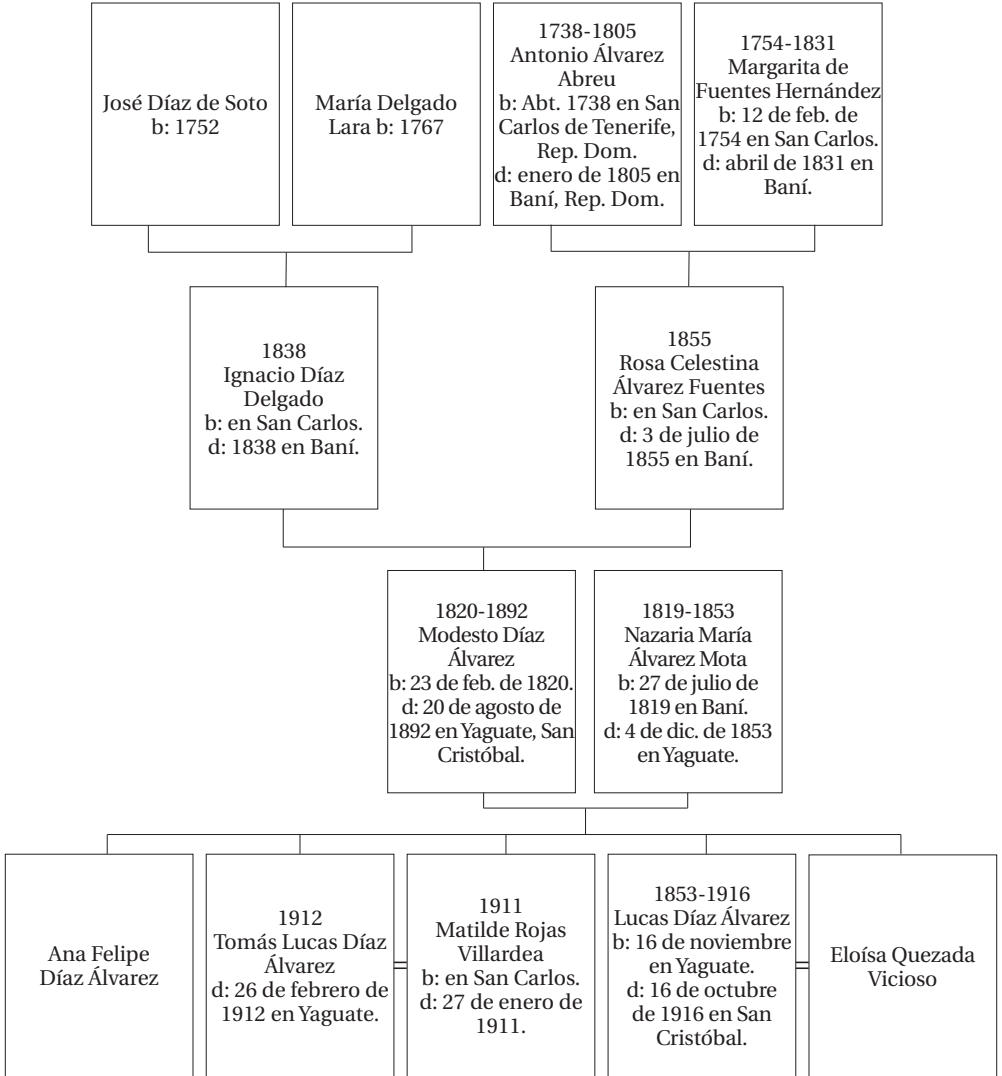 José Díaz de Soto
b: 1752
María Delgado
Lara b: 1767
1738-1805
Antonio Álvarez
Abreu
b: Abt. 1738 en San
Carlos de Tenerife,
Rep. Dom.
d: enero de 1805 en
Baní, Rep. Dom.
1754-1831
Margarita de
Fuentes Hernández
b: 12 de feb. de
1754 en San Carlos.
d: abril de 1831 en
Baní.
1838
Ignacio Díaz
Delgado
b: en San Carlos.
d: 1838 en Baní.
1855
Rosa Celestina
Álvarez Fuentes
b: en San Carlos.
d: 3 de julio de
1855 en Baní.
1820-1892
Modesto Díaz
Álvarez
b: 23 de feb. de 1820.
d: 20 de agosto de
1892 en Yaguate, San
Cristóbal.
1819-1853
Nazaria María
Álvarez Mota
b: 27 de julio de
1819 en Baní.
d: 4 de dic. de 1853
en Yaguate.
Ana Felipe
Díaz Álvarez
1912
Tomás Lucas Díaz
Álvarez
d: 26 de febrero de
1912 en Yaguate.
1911
Matilde Rojas
Villardea
b: en San Carlos.
d: 27 de enero de
1911.
1853-1916
Lucas Díaz Álvarez
b: 16 de noviembre
en Yaguate.
d: 16 de octubre
de 1916 en San
Cristóbal.
Eloísa Quezada
Vicioso